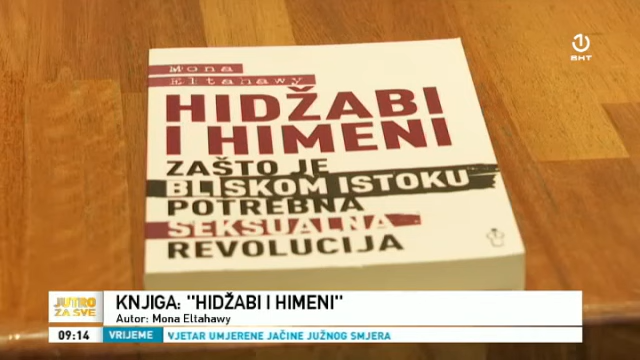 1
BHT
Mona
Eltahawy
HIDŽABI
I HIMENI
ZAŠTO JE
BLISKOM ISTOKU
POTREBNA
SEKSUALNA
REVOLUCIJA
JUTRO
ZA SVE
KNJIGA: "HIDŽABI I HIMENI"
Autor: Mona Eltahawy
09:14
VRIJEME
VJETAR UMJERENE JAČINE JUŽNOG SMJERA